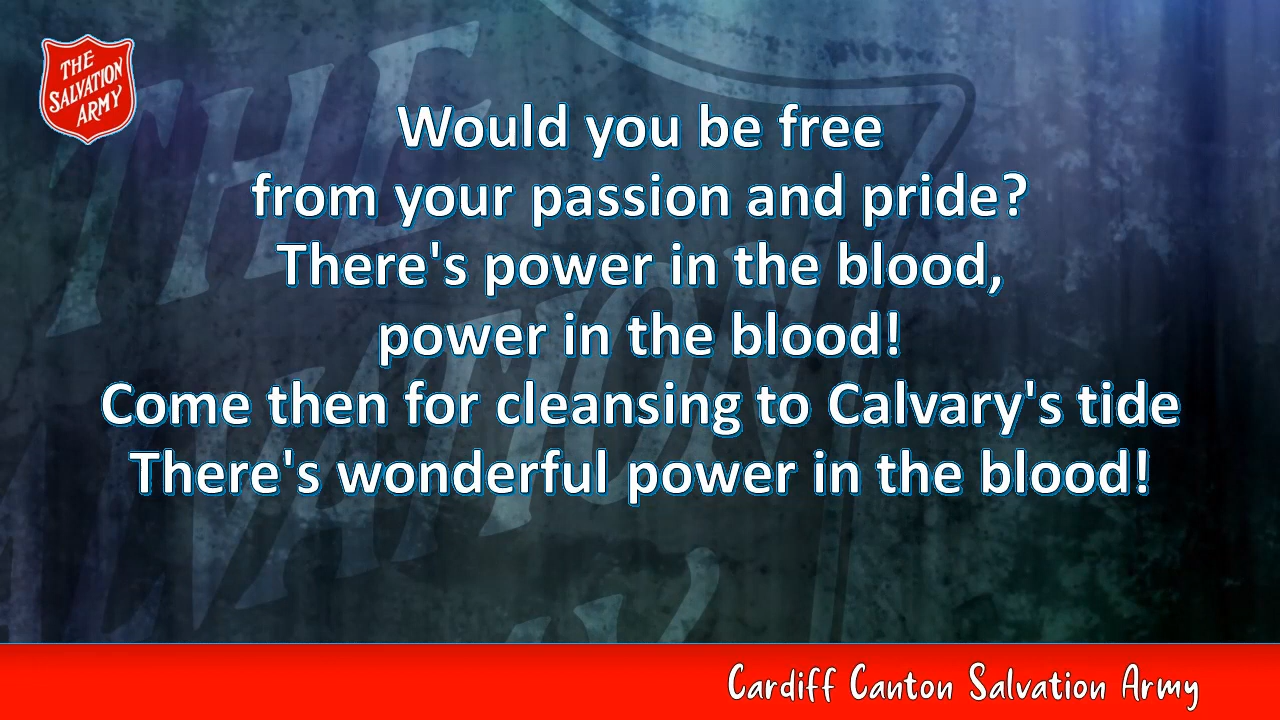 THE
SALVATION
ARMY
Would you be free
from your passion and pride?
There's power in the blood,
power in the blood!
Come then for cleansing to Calvary's tide
There's wonderful power in the blood!
Cardiff Canton Salvation Army